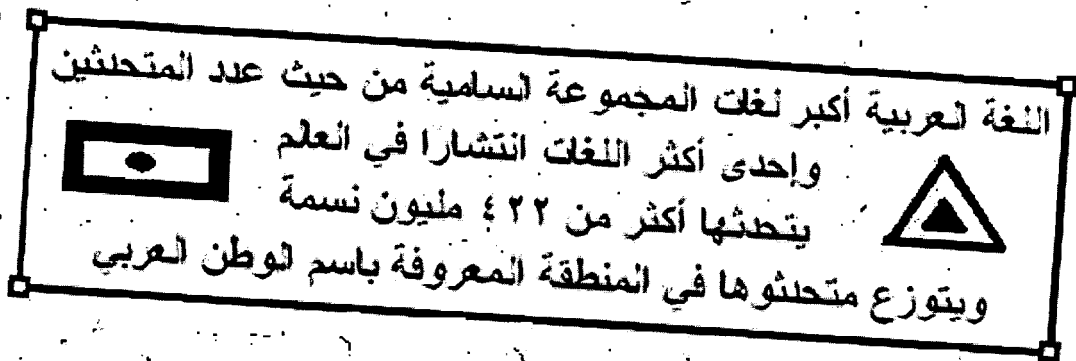 اللغة العربية أكبر لغات المجموعة السامية من حيث عدد المتحدثين
وإحدى أكثر اللغات انتشارا في العالم
يتحدثها أكثر من ٤٢٢ مليون نسمة
ويتوزع متحدثوها في المنطقة المعروفة باسم الوطن العربي